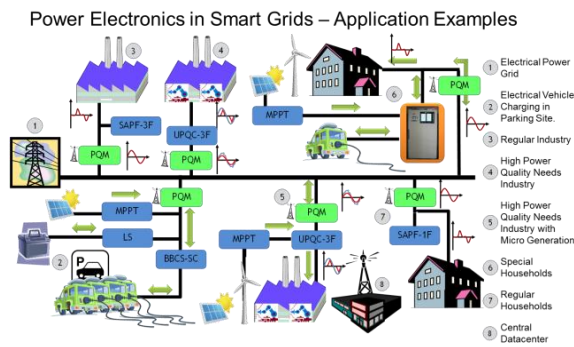 Power Electronics in Smart Grids – Application Examples
3
4
6
1
SAPF-3F
UPQC-3F
PQM
PQM
MPPT
PQM
1
Electrical Power
Grid
2
Electrical Vehicle
Charging in
Parking Site.
3
Regular Industry
4
High Power
Quality Needs
Industry
5
High Power
Quality Needs
Industry with
Micro Generation
6
Special
Households
7
Regular
Households
8
Central
Datacenter
PQM
MPPT
LS
BBCS-SC
2
P
5
PQM
MPPT
UPQC-3F
8
PQM
7
SAPF-1F